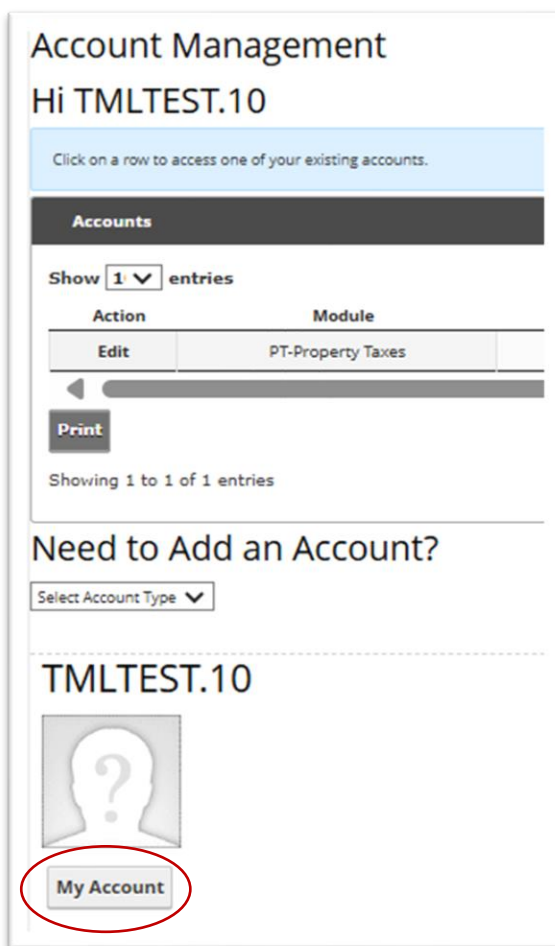 Account Management
Hi TMLTEST.10
Click on a row to access one of your existing accounts.
Accounts
Show 1 entries
Action Module
Edit PT-Property Taxes
Print
Showing 1 to 1 of 1 entries
Need to Add an Account?
Select Account Type
TMLTEST.10
?
My Account